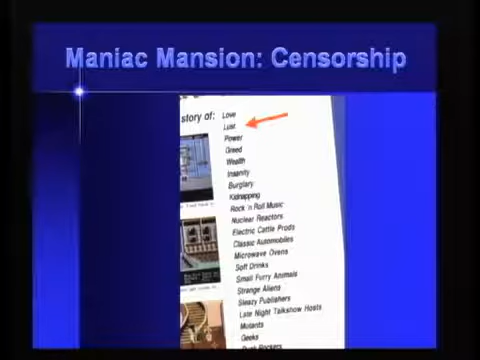 Maniac Mansion: Censorship
story of:
Love
Lust
Power
Greed
Wealth
Insanity
Burglary
Kidnapping
Rock 'n Roll Music
Nuclear Reactors
Electric Cattle Prods
Classic Automobiles
Microwave Ovens
Soft Drinks
Small Furry Animals
Strange Aliens
Sleazy Publishers
Late Night Talkshow Hosts
Mutants
Geeks
Punk Rockers